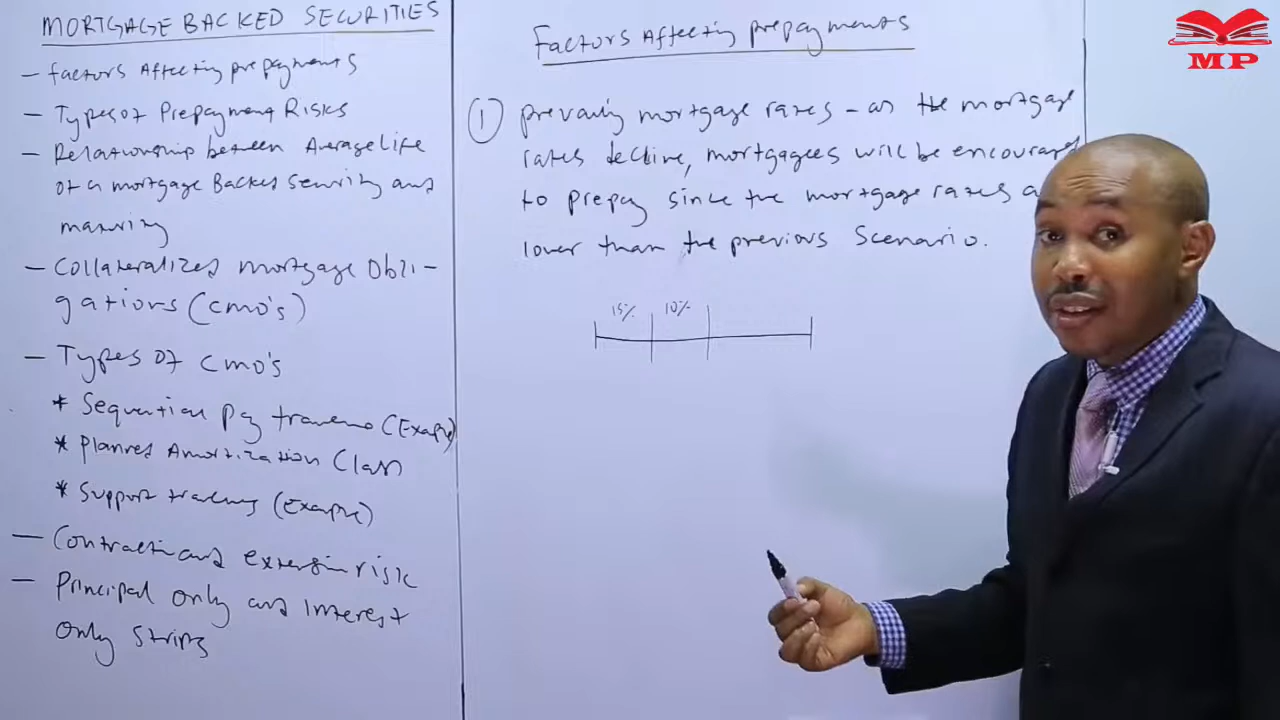 MORTGAGE BACKED SECURITIES
- factors Affecting prepayments
- Types of Prepayment Risks
- Relationship between Average Life
of a mortgage Backed Security and
maturity
- Collateralized mortgage Obli-
gations (cmo's)
- Types of cmo's
* Sequential pay (Example)
* Planned Amortization Class
* Support (Example)
- Contraction and extension risk
- Principal only and interest
only strips
Factors Affecting prepayments
① prevailing mortgage rates - as the mortgage
rates decline, mortgagees will be encouraged
to prepay since the mortgage rates
lower than the previous Scenario.
15% 10%
MP